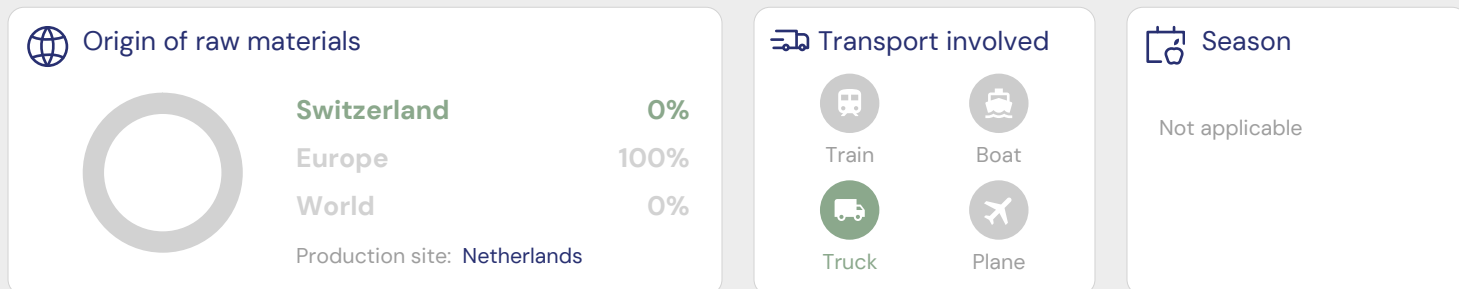 Origin of raw materials
Switzerland 0%
Europe 100%
World 0%
Production site: Netherlands
Transport involved
Train Boat
Truck Plane
Season
Not applicable